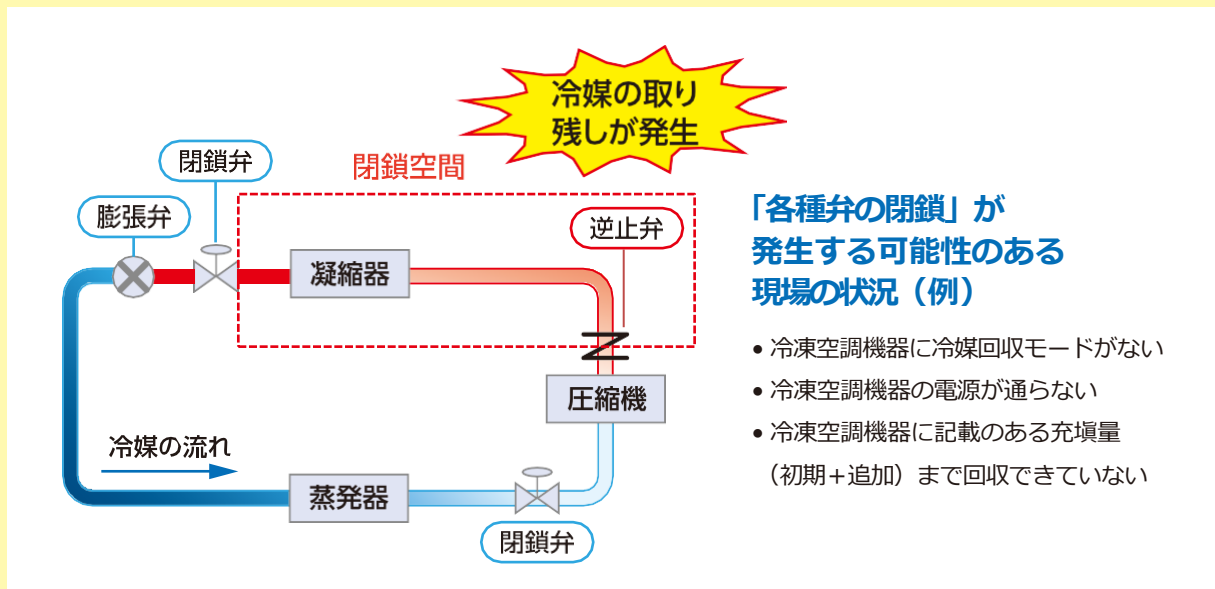 冷媒の取り
残しが発生
閉鎖弁
閉鎖空間
膨張弁
逆止弁
凝縮器
圧縮機
冷媒の流れ
蒸発器
閉鎖弁
「各種弁の閉鎖」が
発生する可能性のある
現場の状況（例）
• 冷凍空調機器に冷媒回収モードがない
• 冷凍空調機器の電源が通らない
• 冷凍空調機器に記載のある充塡量
（初期＋追加）まで回収できていない